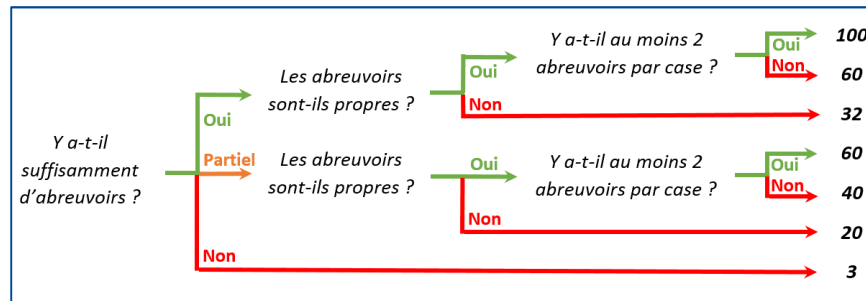 Y a-t-il
suffisamment
d'abreuvoirs ?
Oui
Partiel
Non
Les abreuvoirs
sont-ils propres ?
Oui
Non
Y a-t-il au moins 2
abreuvoirs par case ?
Oui
Non
100
60
32
Les abreuvoirs
sont-ils propres ?
Oui
Non
Y a-t-il au moins 2
abreuvoirs par case ?
Oui
Non
60
40
20
3